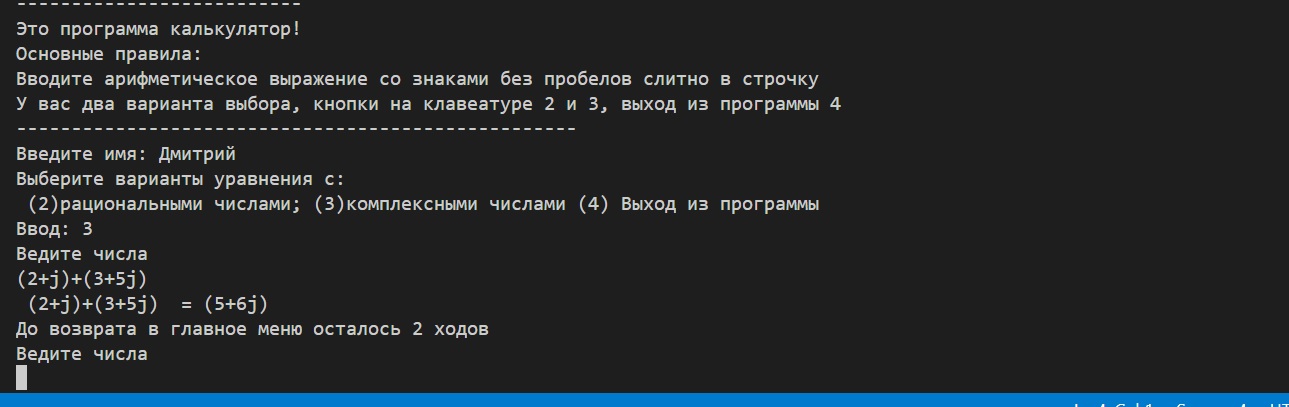 --------------------------
Это программа калькулятор!
Основные правила:
Вводите арифметическое выражение со знаками без пробелов слитно в строчку
У вас два варианта выбора, кнопки на клавеатуре 2 и 3, выход из программы 4
---------------------------------------------------
Введите имя: Дмитрий
Выберите варианты уравнения с:
 (2)рациональными числами; (3)комплексными числами (4) Выход из программы
Ввод: 3
Ведите числа
(2+j)+(3+5j)
 (2+j)+(3+5j)  = (5+6j)
До возврата в главное меню осталось 2 ходов
Ведите числа